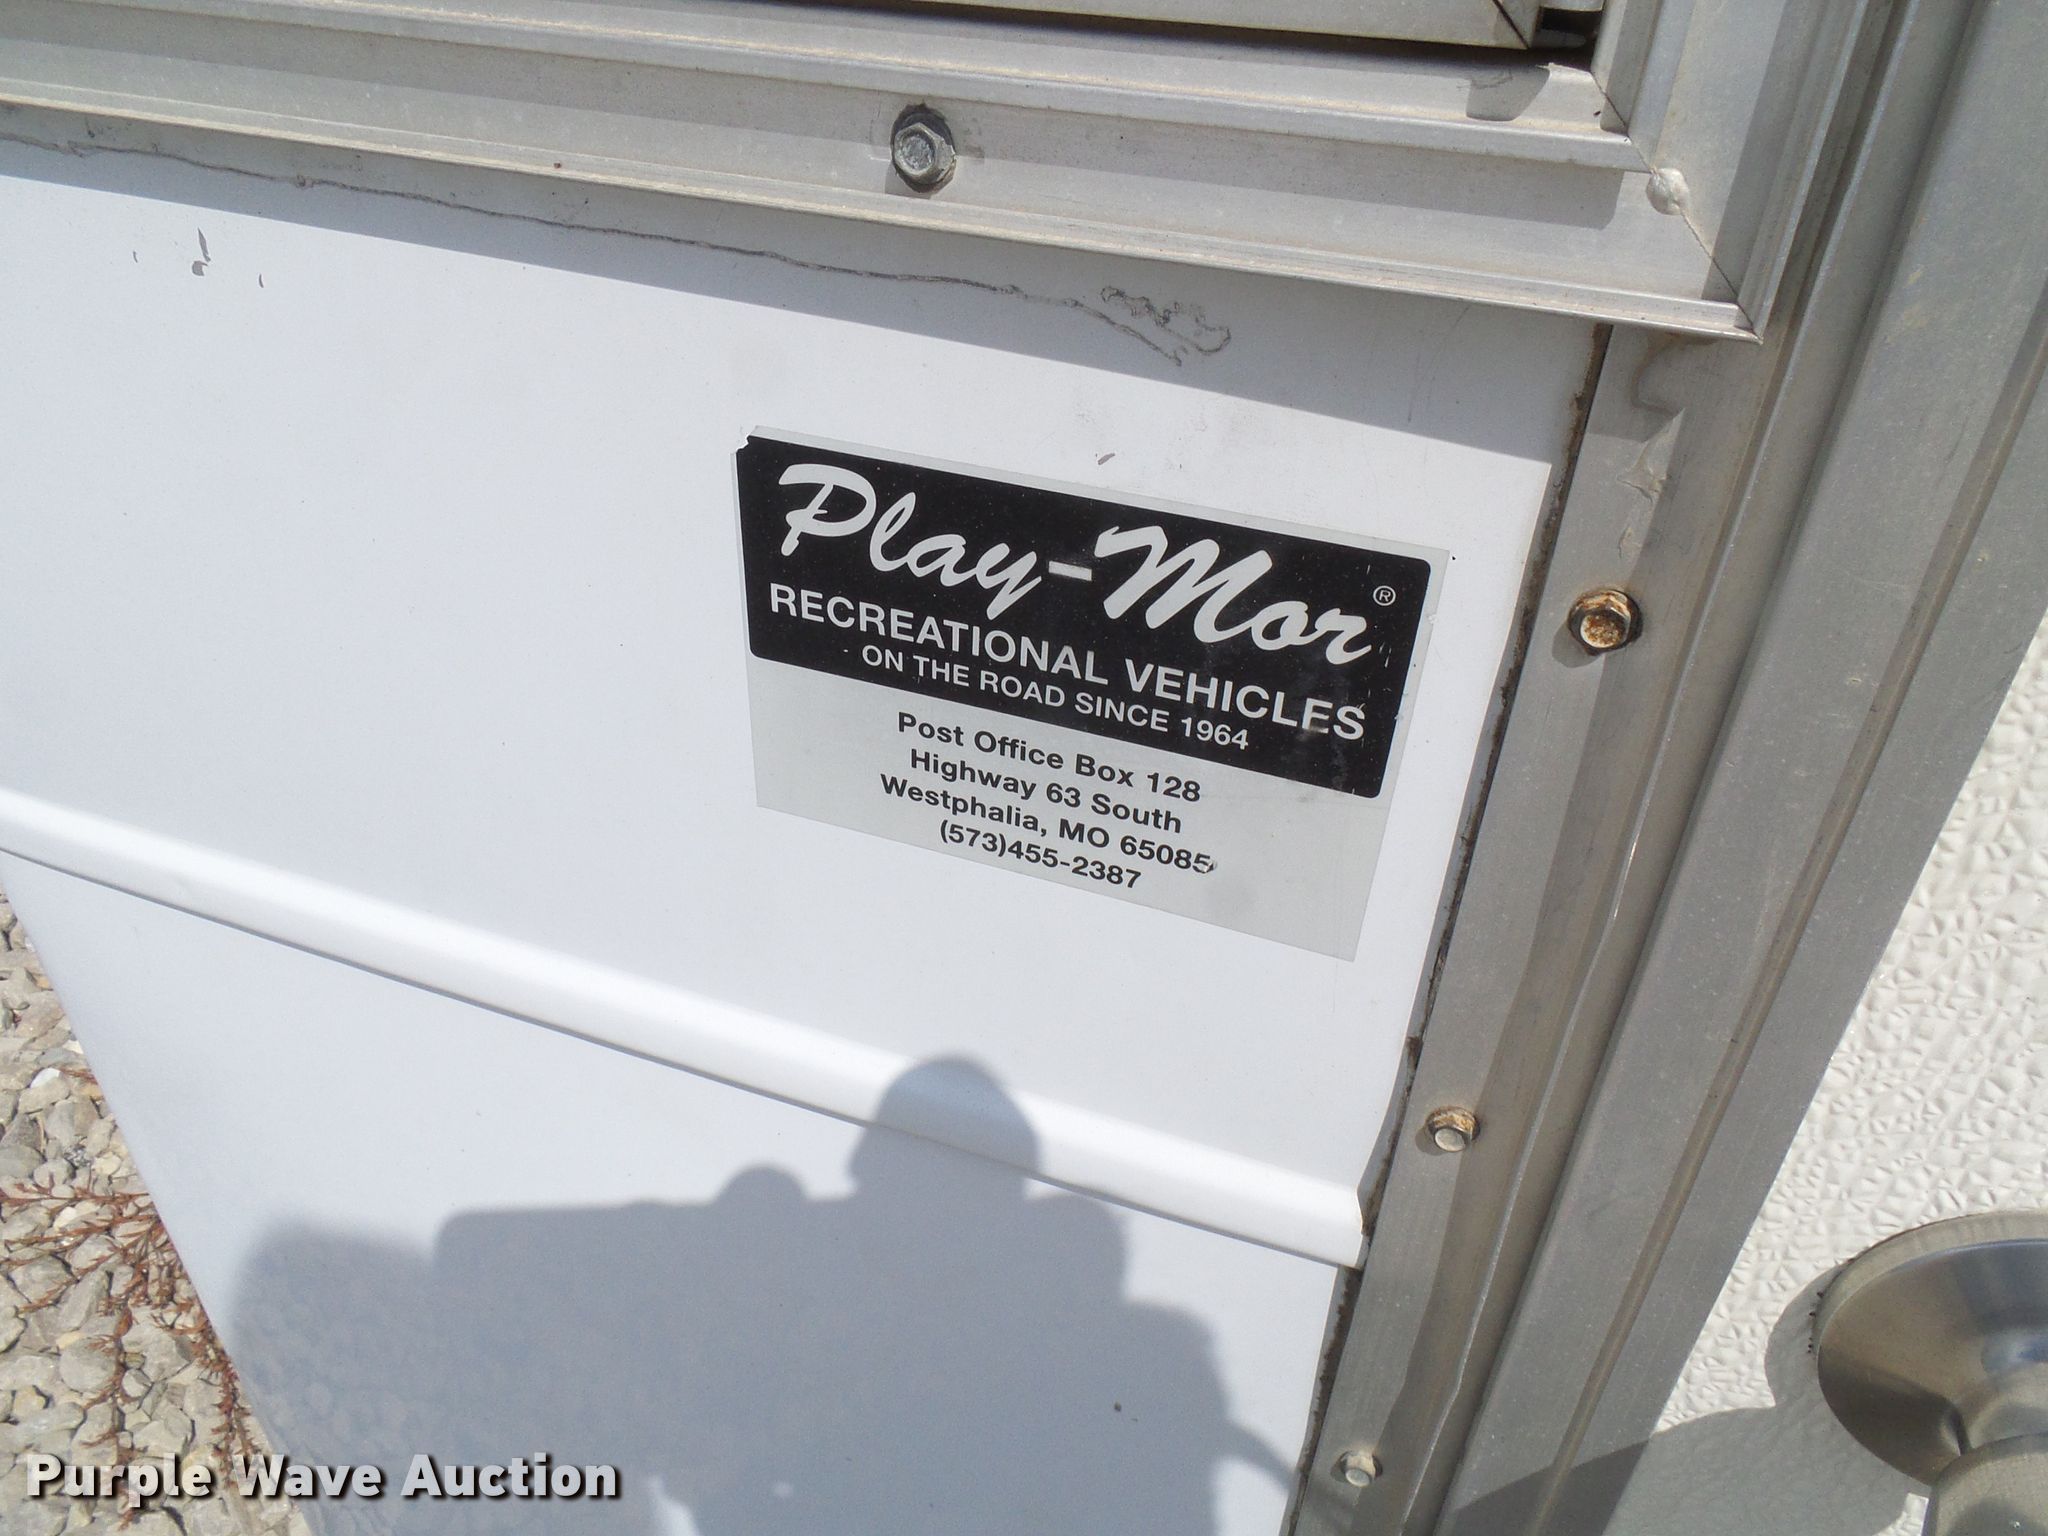 Play-Mor®
RECREATIONAL VEHICLES
ON THE ROAD SINCE 1964
Post Office Box 128
Highway 63 South
Westphalia, MO 65085
(573)455-2387
Purple Wave Auction